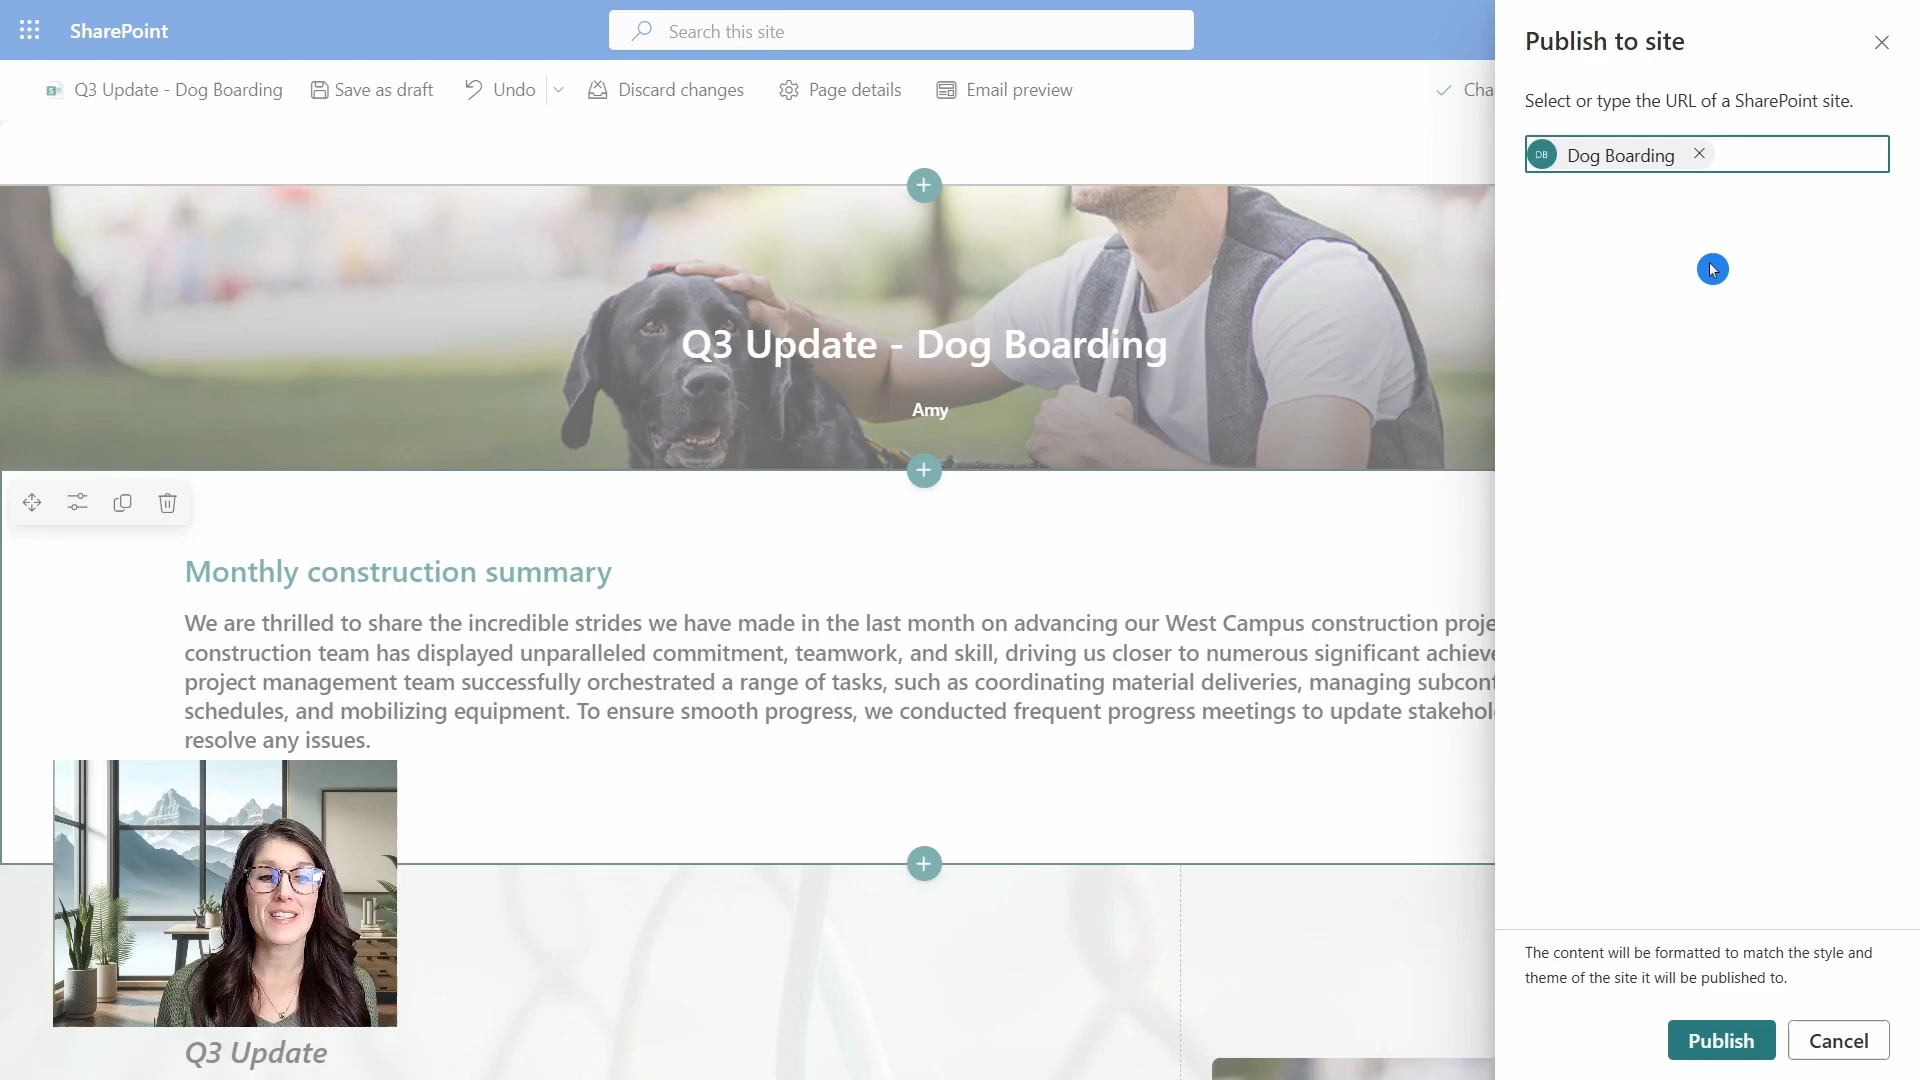 SharePoint
Search this site
Q3 Update - Dog Boarding
Save as draft
Undo
Discard changes
Page details
Email preview
Cha
Q3 Update - Dog Boarding
Amy
Monthly construction summary
We are thrilled to share the incredible strides we have made in the last month on advancing our West Campus construction proje
construction team has displayed unparalleled commitment, teamwork, and skill, driving us closer to numerous significant achieve
project management team successfully orchestrated a range of tasks, such as coordinating material deliveries, managing subcont
schedules, and mobilizing equipment. To ensure smooth progress, we conducted frequent progress meetings to update stakehol
resolve any issues.
Q3 Update
Publish to site
Select or type the URL of a SharePoint site.
DB Dog Boarding
The content will be formatted to match the style and
theme of the site it will be published to.
Publish
Cancel